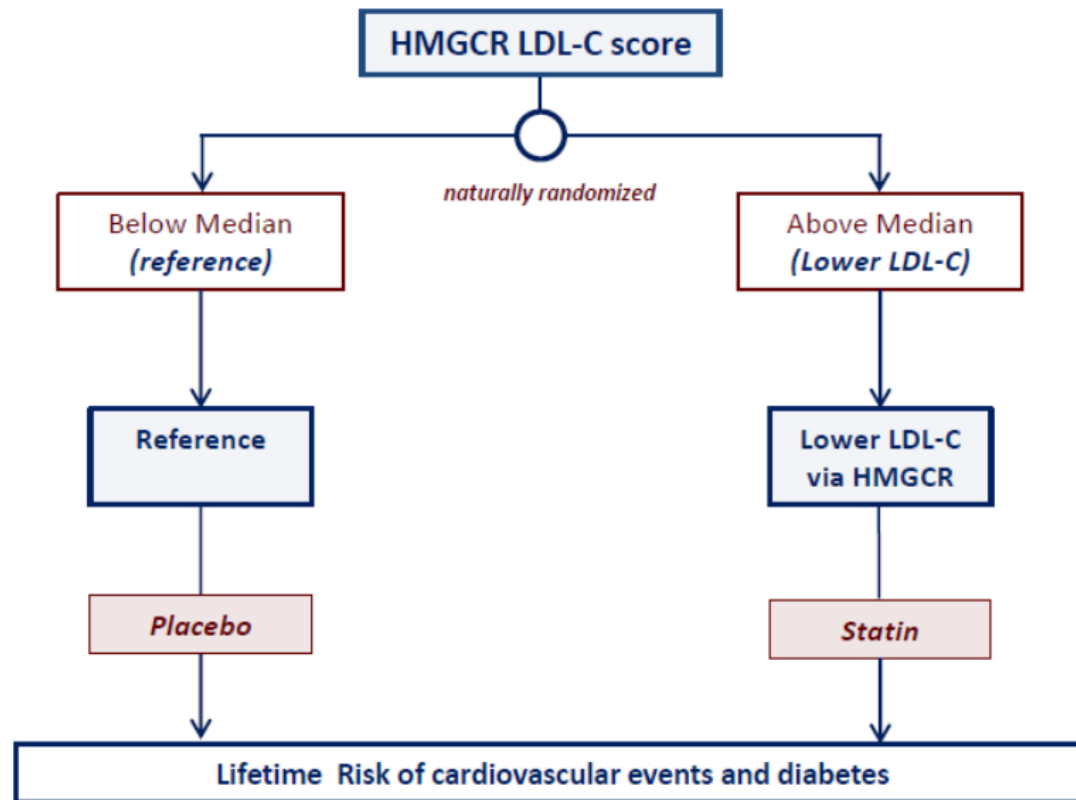 HMGCR LDL-C score
naturally randomized
Below Median
(reference)
Above Median
(Lower LDL-C)
Reference
Lower LDL-C
via HMGCR
Placebo
Statin
Lifetime Risk of cardiovascular events and diabetes